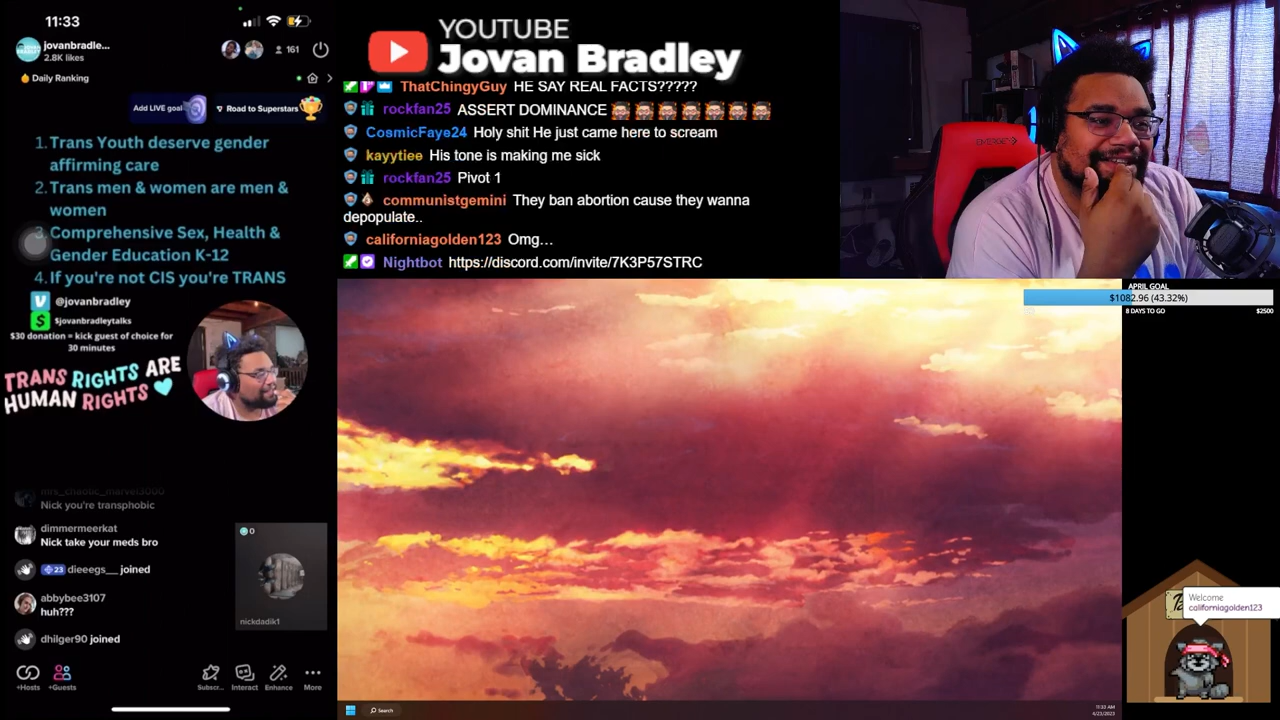 11:33
jovanbradle...
2.8K likes
161
Daily Ranking
Add LIVE goal
Road to Superstars
1. Trans Youth deserve gender
affirming care
2. Trans men & women are men &
women
3. Comprehensive Sex, Health &
Gender Education K-12
4. If you're not CIS you're TRANS
@jovanbradley
$jovanbradleytalks
$30 donation = kick guest of choice for
30 minutes
TRANS RIGHTS ARE
HUMAN RIGHTS
Nick you're transphobic
dimmermeerkat
Nick take your meds bro
23 dieeegs__ joined
abbybee3107
huh???
dhilger90 joined
0
nickdadik1
+Hosts
+Guests
Subscr...
Interact
Enhance
More
YOUTUBE
Jovan Bradley
ThatChingyGuy HE SAY REAL FACTS?????
rockfan25 ASSERT DOMINANCE
CosmicFaye24 Holy shit He just came here to scream
kayytiee His tone is making me sick
rockfan25 Pivot 1
communistgemini They ban abortion cause they wanna
depopulate..
californiagolden123 Omg...
Nightbot https://discord.com/invite/7K3P57STRC
APRIL GOAL
$1082.96 (43.32%)
8 DAYS TO GO
$2500
Welcome
californiagolden123
Search
11:33 AM
4/23/2023